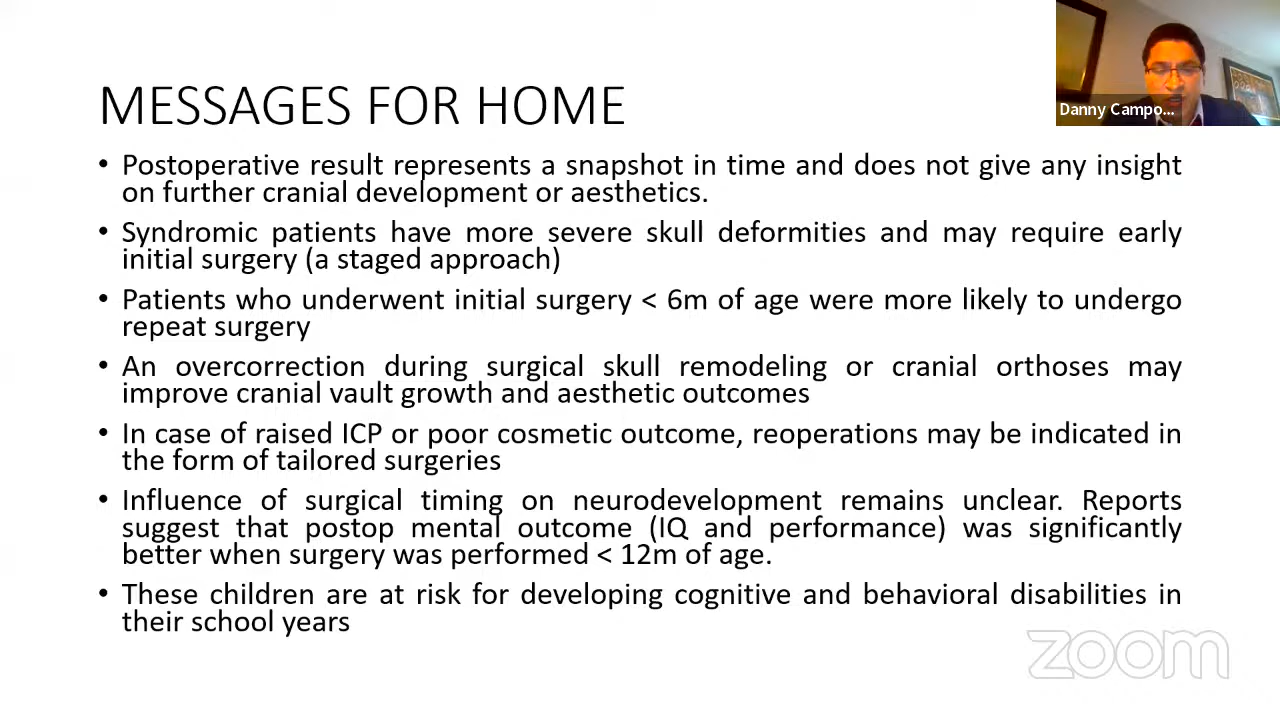 MESSAGES FOR HOME
Danny Campo...
• Postoperative result represents a snapshot in time and does not give any insight
on further cranial development or aesthetics.
• Syndromic patients have more severe skull deformities and may require early
initial surgery (a staged approach)
• Patients who underwent initial surgery < 6m of age were more likely to undergo
repeat surgery
• An overcorrection during surgical skull remodeling or cranial orthoses may
improve cranial vault growth and aesthetic outcomes
• In case of raised ICP or poor cosmetic outcome, reoperations may be indicated in
the form of tailored surgeries
• Influence of surgical timing on neurodevelopment remains unclear. Reports
suggest that postop mental outcome (IQ and performance) was significantly
better when surgery was performed < 12m of age.
• These children are at risk for developing cognitive and behavioral disabilities in
their school years
zoom